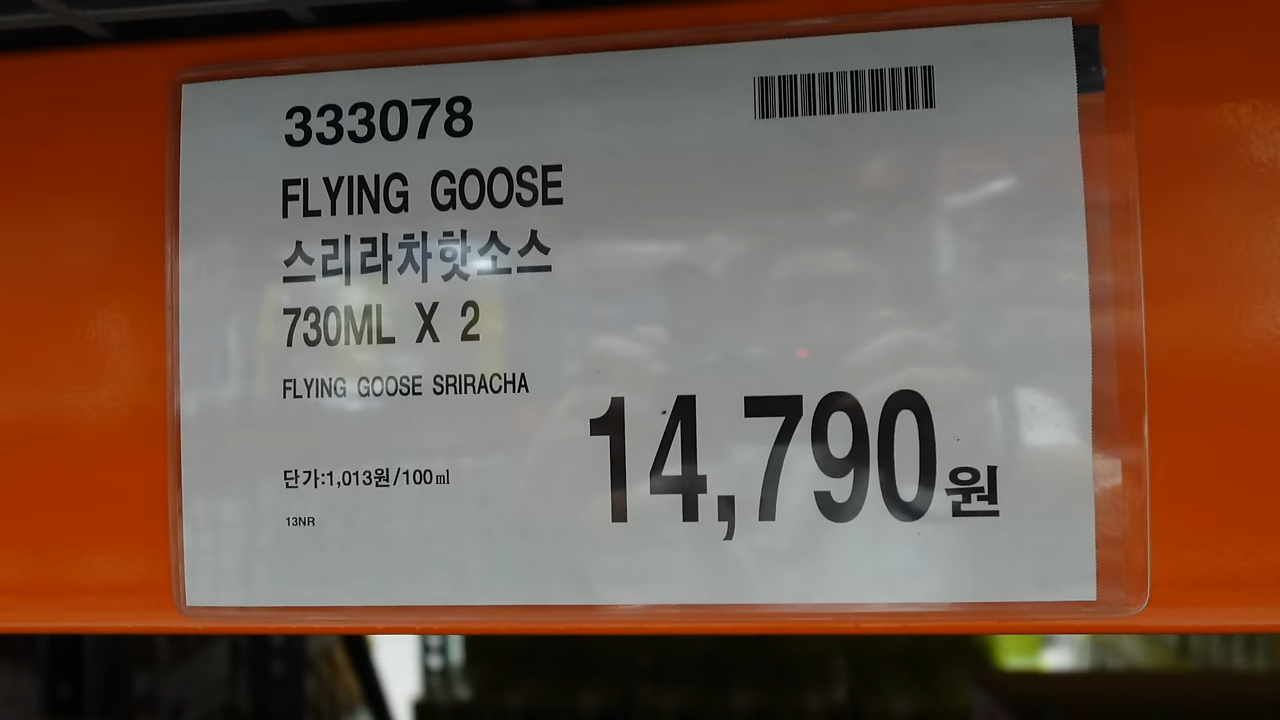 333078
FLYING GOOSE
스리라차핫소스
730ML X 2
FLYING GOOSE SRIRACHA
14,790원
단가:1,013원/100㎖
13NR